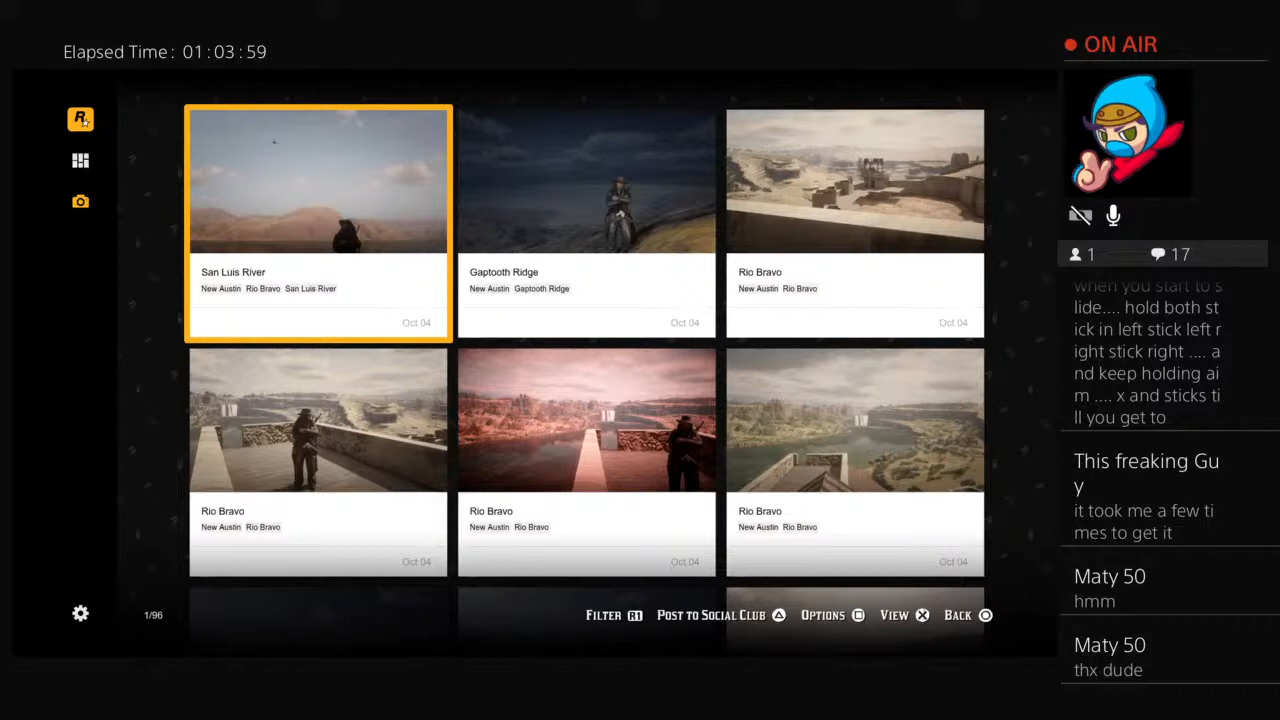 Elapsed Time: 01:03:59
ON AIR
R
San Luis River
New Austin Rio Bravo San Luis River
Oct 04
Gaptooth Ridge
New Austin Gaptooth Ridge
Oct 04
Rio Bravo
New Austin Rio Bravo
Oct 04
Rio Bravo
New Austin Rio Bravo
Oct 04
Rio Bravo
New Austin Rio Bravo
Oct 04
Rio Bravo
New Austin Rio Bravo
Oct 04
1/96
FILTER R1 POST TO SOCIAL CLUB OPTIONS VIEW BACK
1 17
when you start to s
lide.... hold both st
ick in left stick left r
ight stick right .... a
nd keep holding ai
m .... x and sticks ti
ll you get to
This freaking Gu
y
it took me a few ti
mes to get it
Maty 50
hmm
Maty 50
thx dude